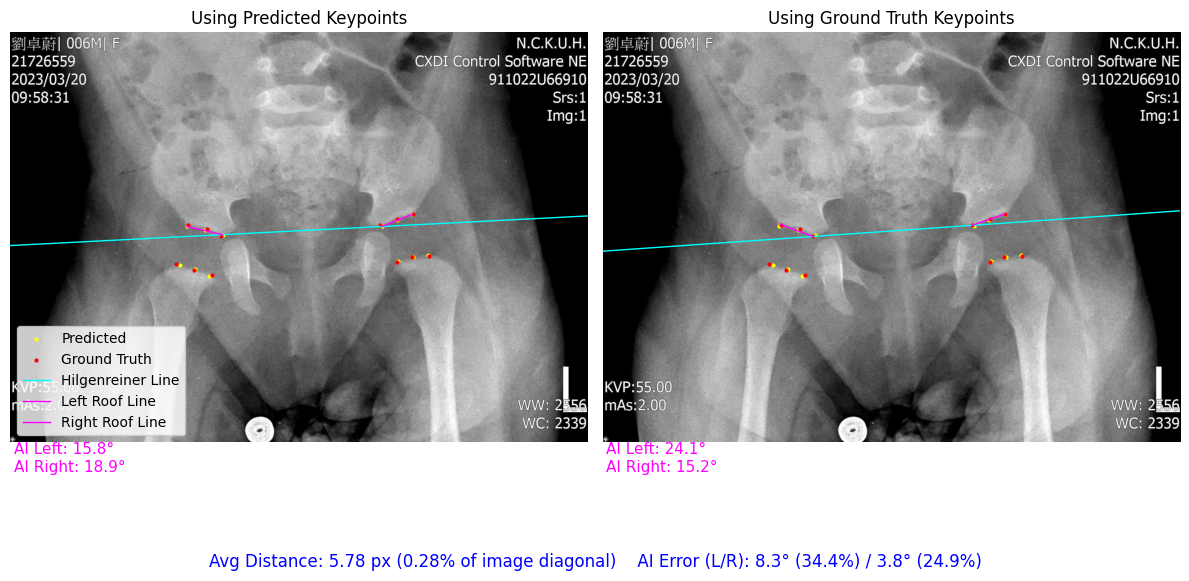 Using Predicted Keypoints
劉卓蔚| 006M| F
21726559
2023/03/20
09:58:31
N.C.K.U.H.
CXDI Control Software NE
911022U66910
Srs:1
Img:1
Predicted
Ground Truth
Hilgenreiner Line
Left Roof Line
Right Roof Line
KVP:55.00
mAs:2.00
WW: 2556
WC: 2339
AI Left: 15.8°
AI Right: 18.9°
Using Ground Truth Keypoints
劉卓蔚| 006M| F
21726559
2023/03/20
09:58:31
N.C.K.U.H.
CXDI Control Software NE
911022U66910
Srs:1
Img:1
KVP:55.00
mAs:2.00
WW: 2556
WC: 2339
AI Left: 24.1°
AI Right: 15.2°
Avg Distance: 5.78 px (0.28% of image diagonal) AI Error (L/R): 8.3° (34.4%) / 3.8° (24.9%)